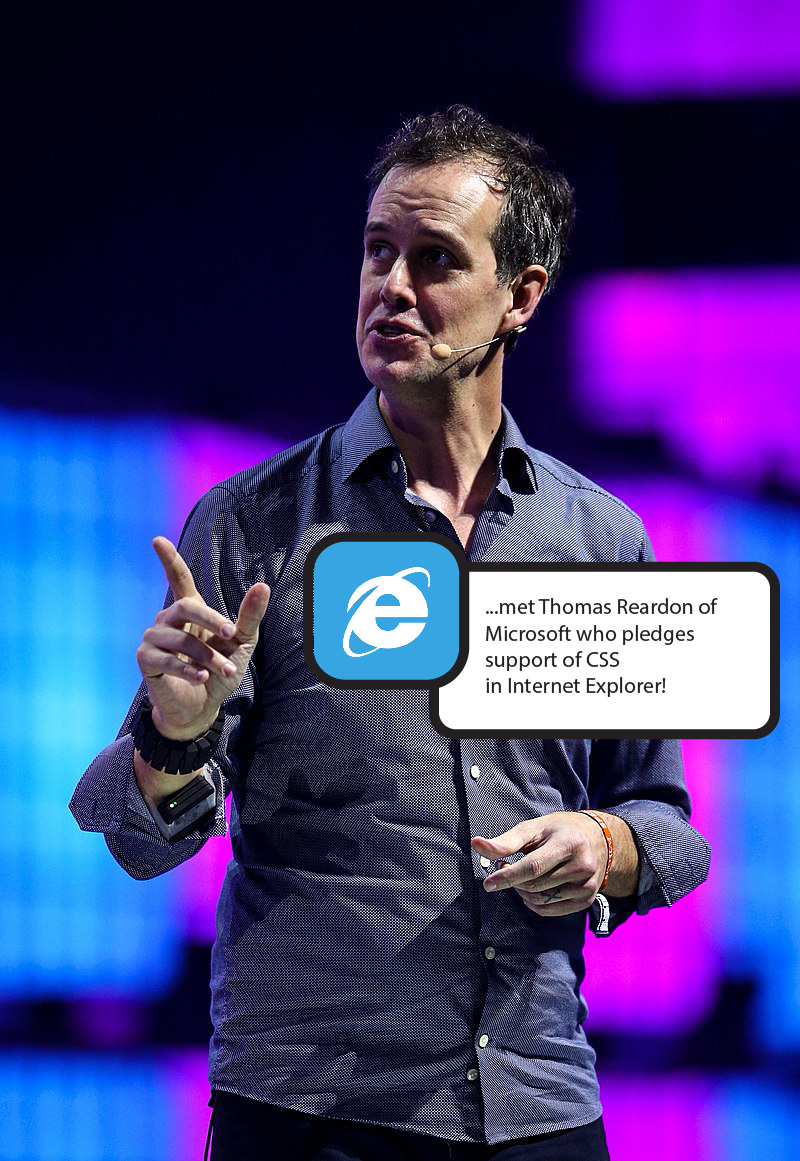 ...met Thomas Reardon of
Microsoft who pledges
support of CSS
in Internet Explorer!